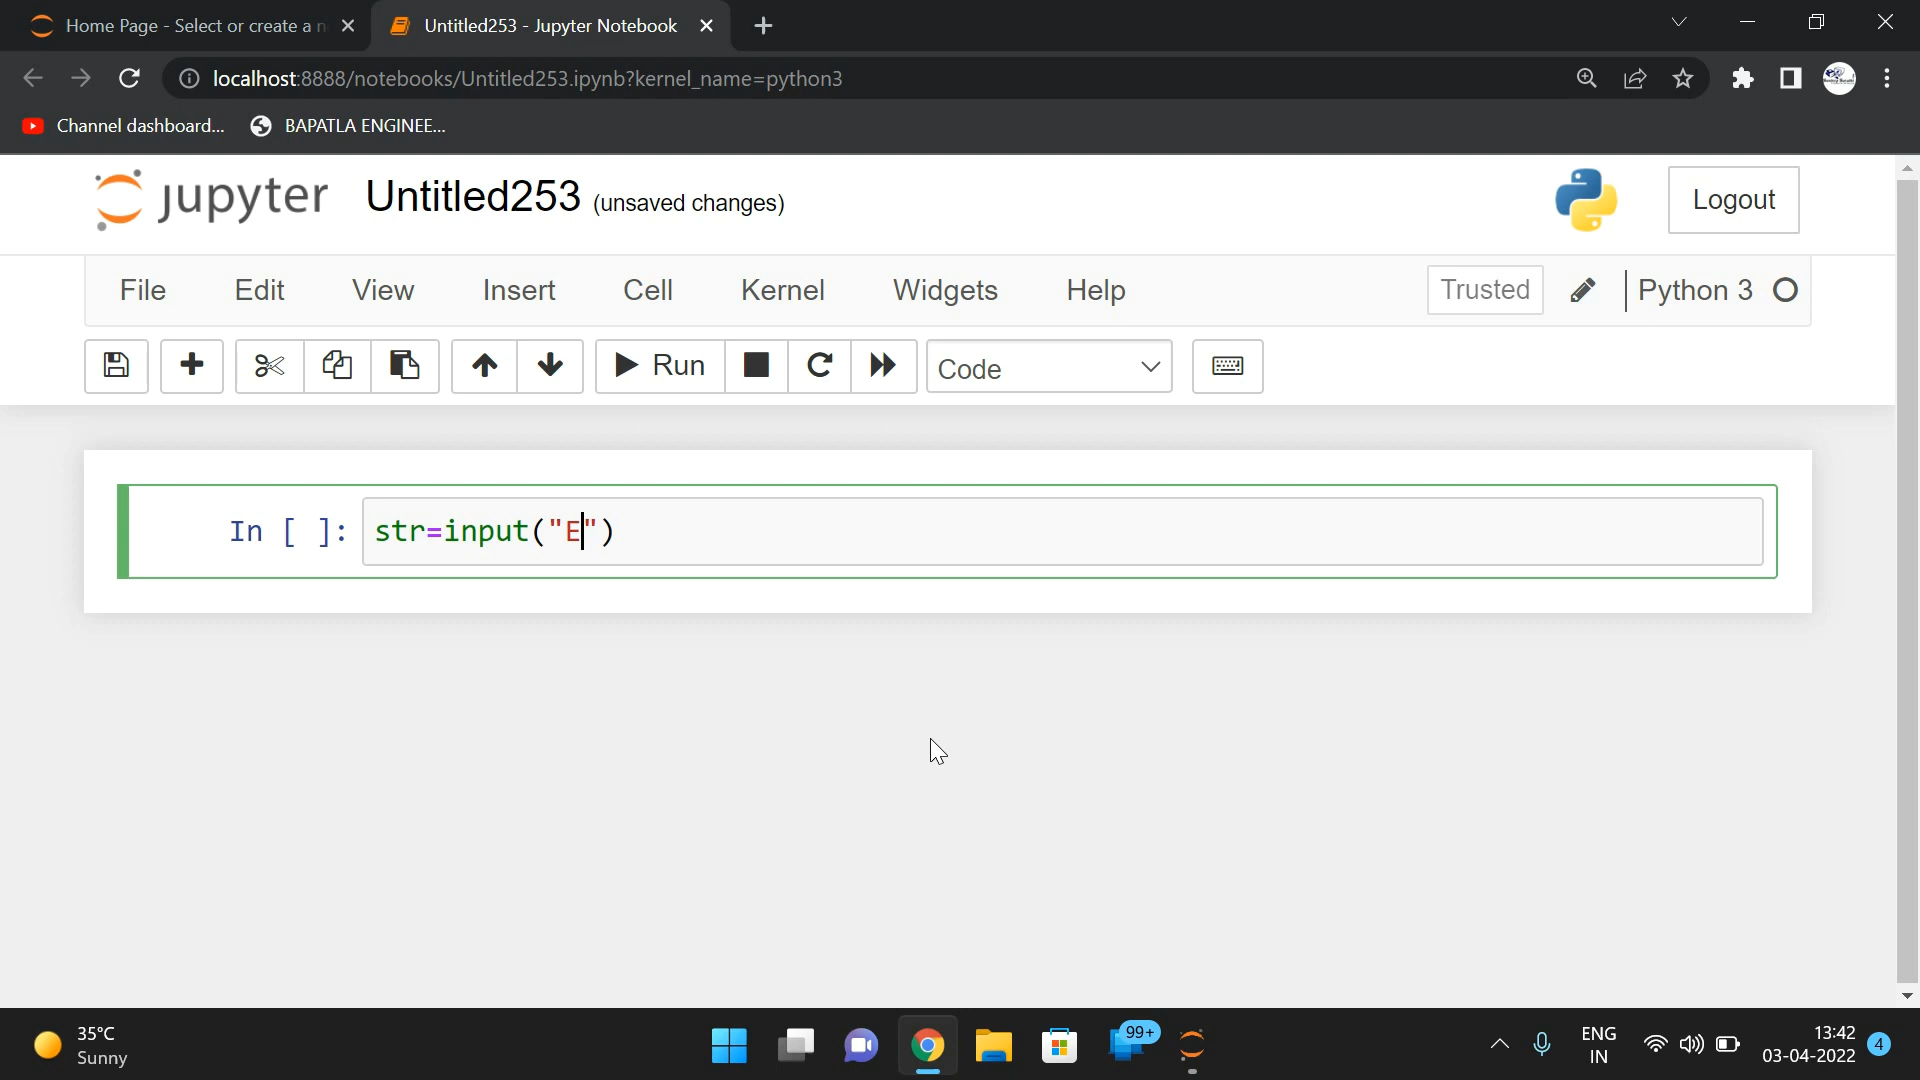 Home Page - Select or create a n
Untitled253 - Jupyter Notebook
localhost:8888/notebooks/Untitled253.ipynb?kernel_name=python3
Channel dashboard...
BAPATLA ENGINEE...
jupyter Untitled253 (unsaved changes)
Logout
File Edit View Insert Cell Kernel Widgets Help Trusted Python 3
Run Code
In [ ]: str=input("E")
35°C
Sunny
99+
ENG
IN
13:42
03-04-2022
4